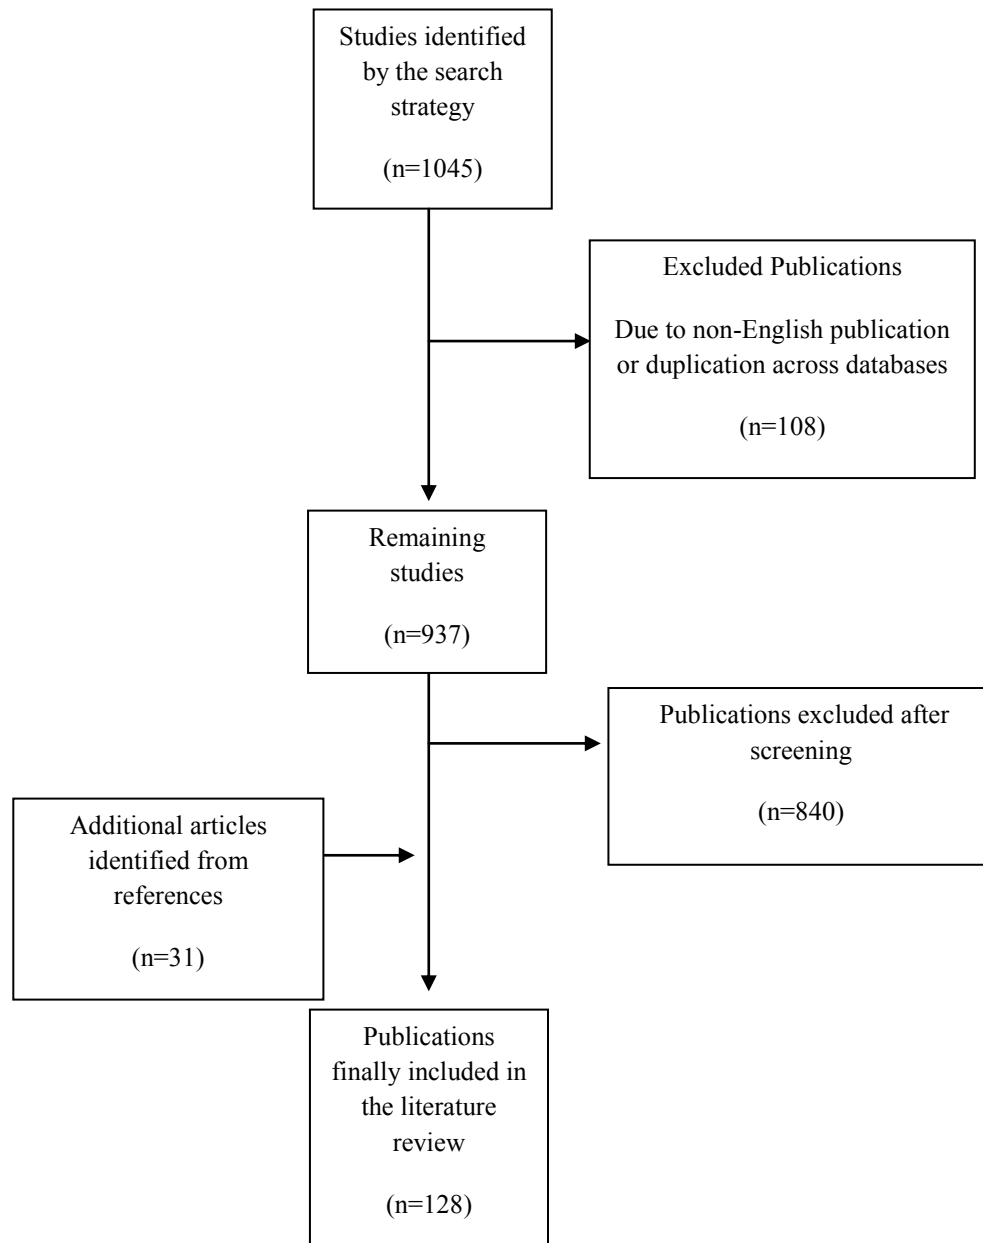 Studies identified
by the search
strategy
(n=1045)
Excluded Publications
Due to non-English publication
or duplication across databases
(n=108)
Remaining
studies
(n=937)
Publications excluded after
screening
(n=840)
Additional articles
identified from
references
(n=31)
Publications
finally included in
the literature
review
(n=128)